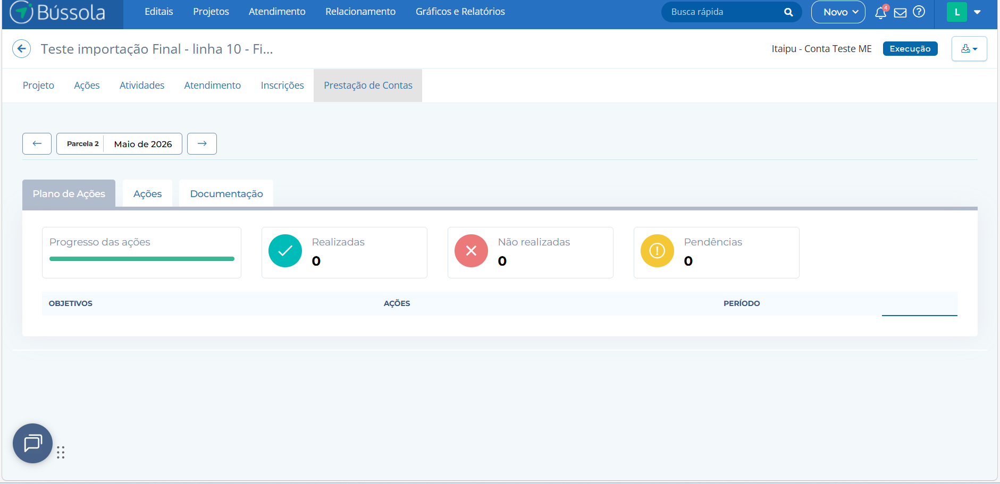 Bússola
Editais Projetos Atendimento Relacionamento Gráficos e Relatórios
Busca rápida
Novo
4
L
Teste importação Final - linha 10 - Fi...
Itaipu - Conta Teste ME
Execução
Projeto Ações Atividades Atendimento Inscrições Prestação de Contas
Parcela 2 Maio de 2026
Plano de Ações Ações Documentação
Progresso das ações
Realizadas
0
Não realizadas
0
Pendências
0
OBJETIVOS AÇÕES PERÍODO